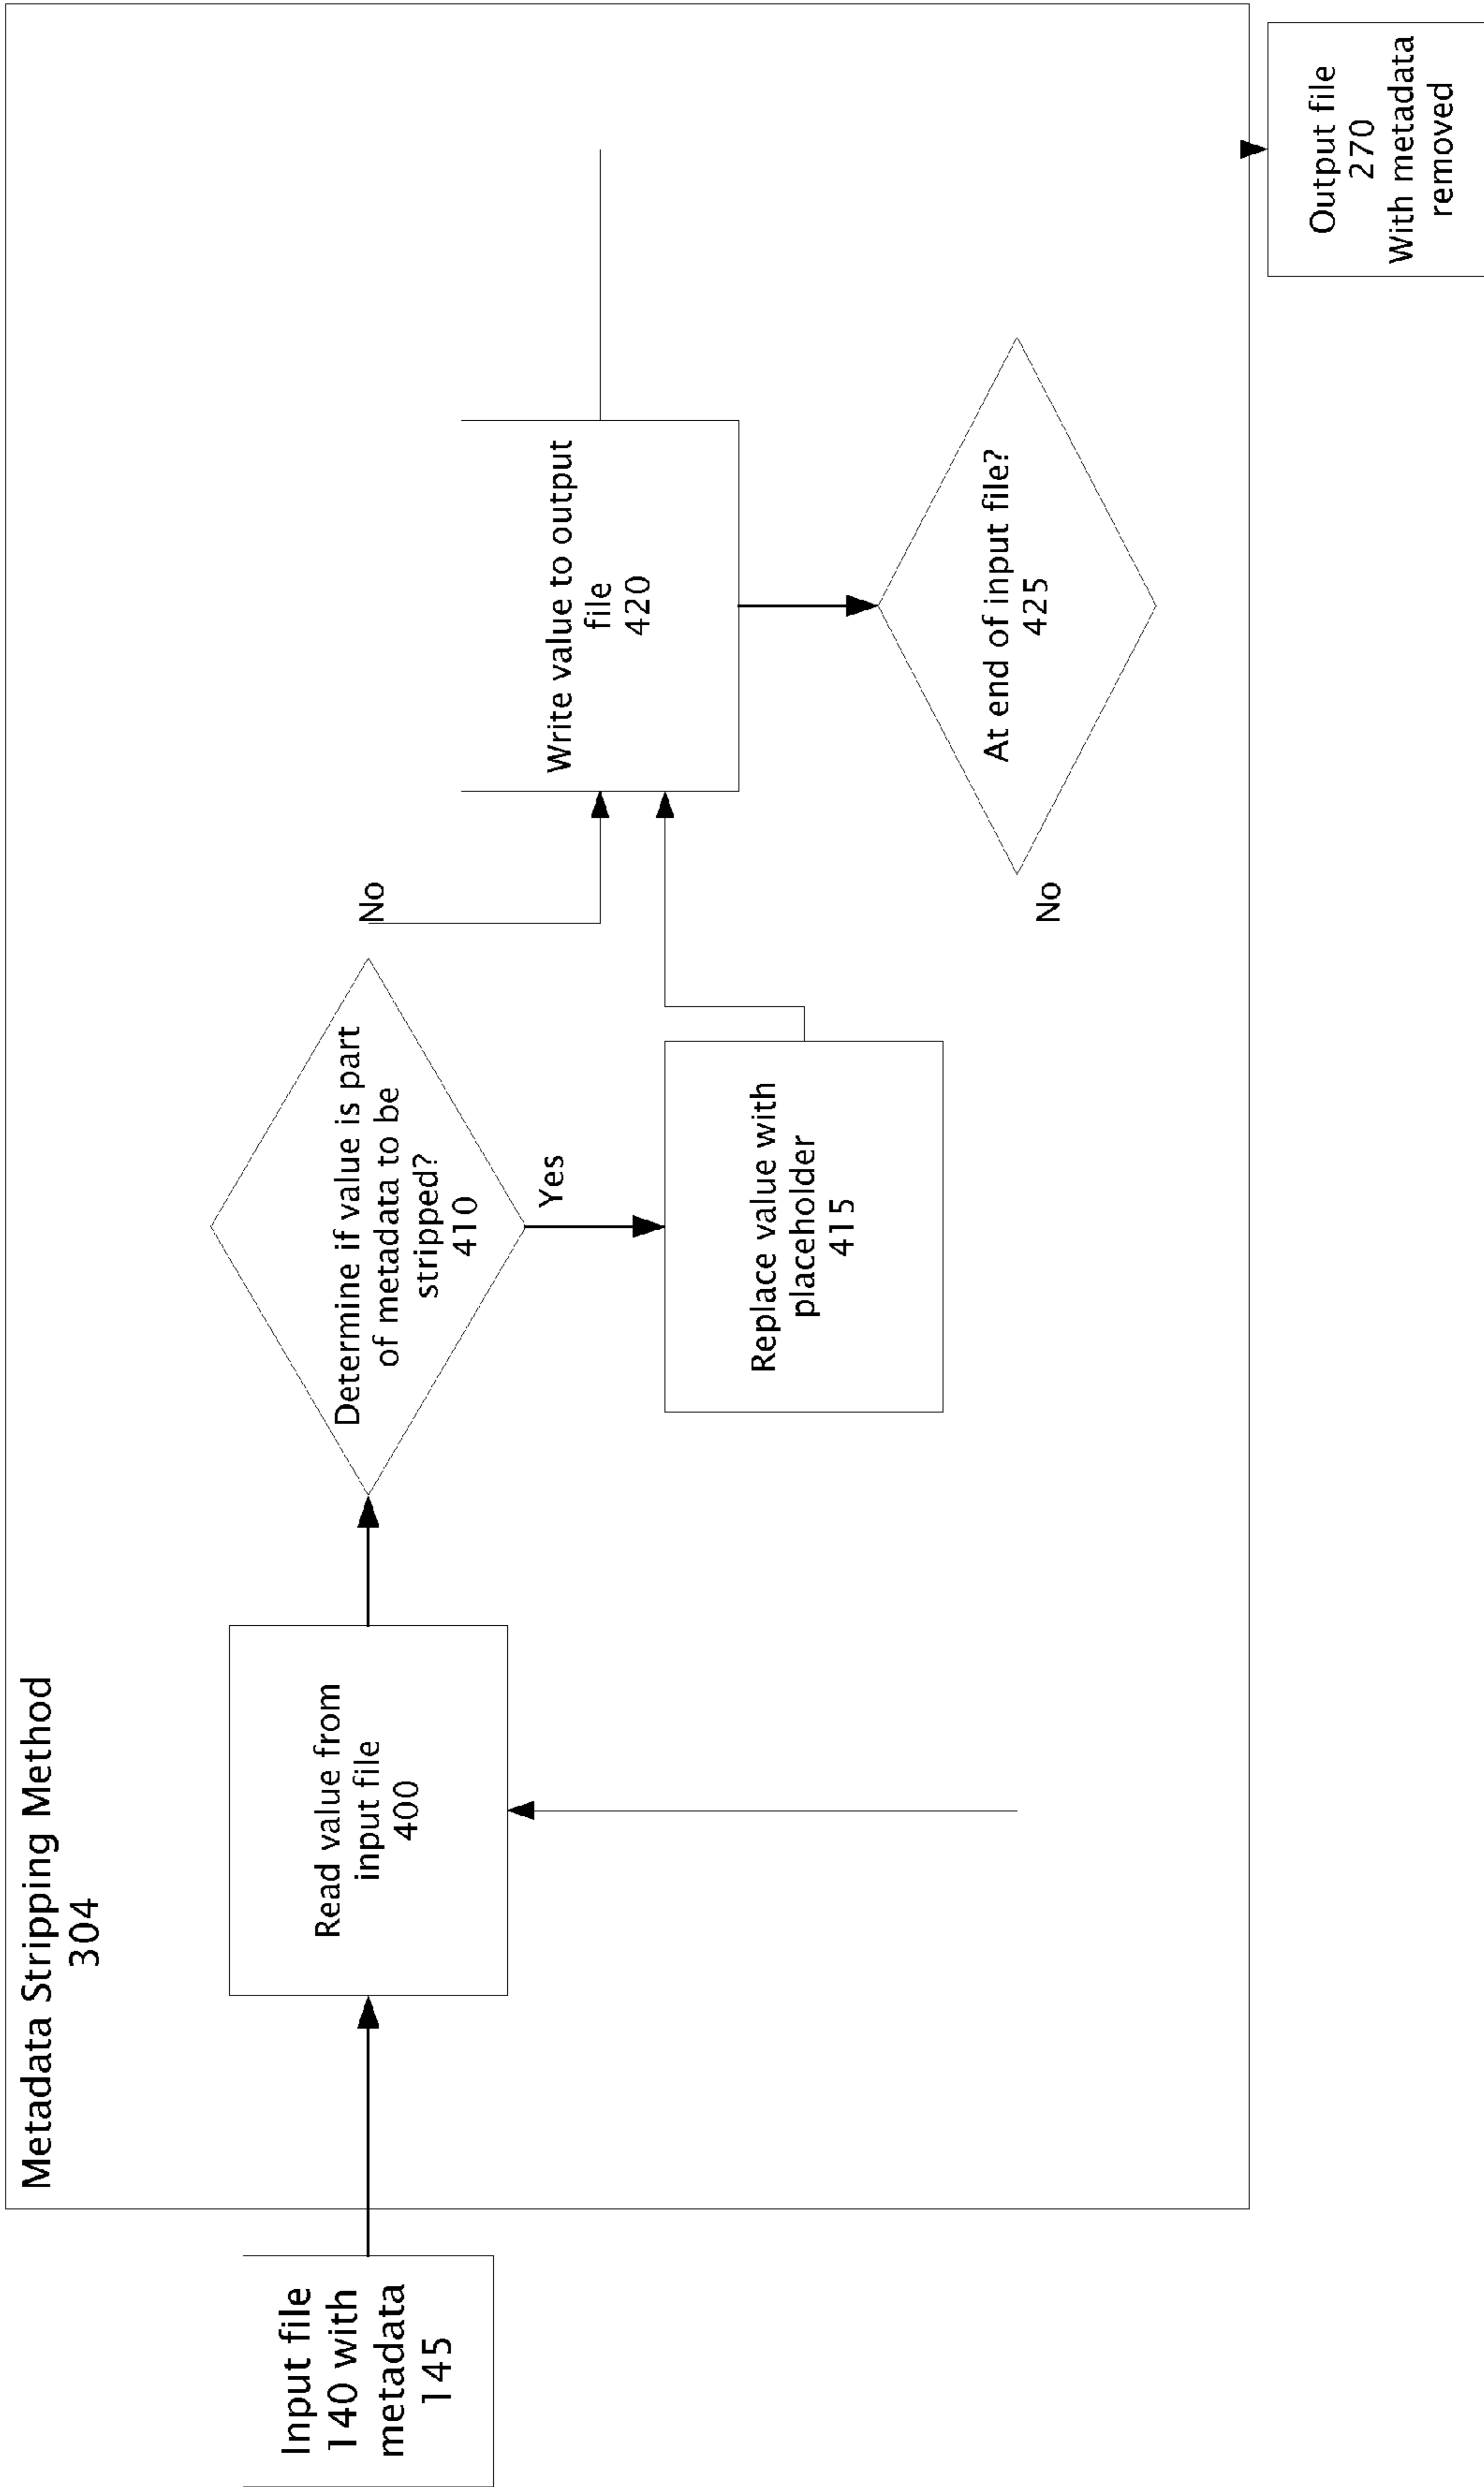 Metadata Stripping Method
304
Input file
140 with
metadata
145
Read value from
input file
400
Determine if value is part
of metadata to be
stripped?
410
No
Yes
Replace value with
placeholder
415
Write value to output
file
420
At end of input file?
425
No
Output file
270
With metadata
removed